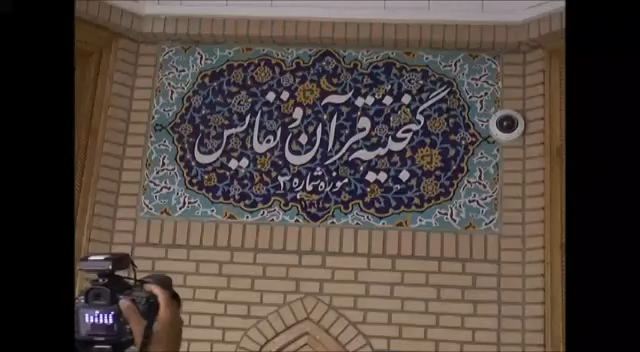 گنجینه قرآن و نفایس
موزه شماره ۳